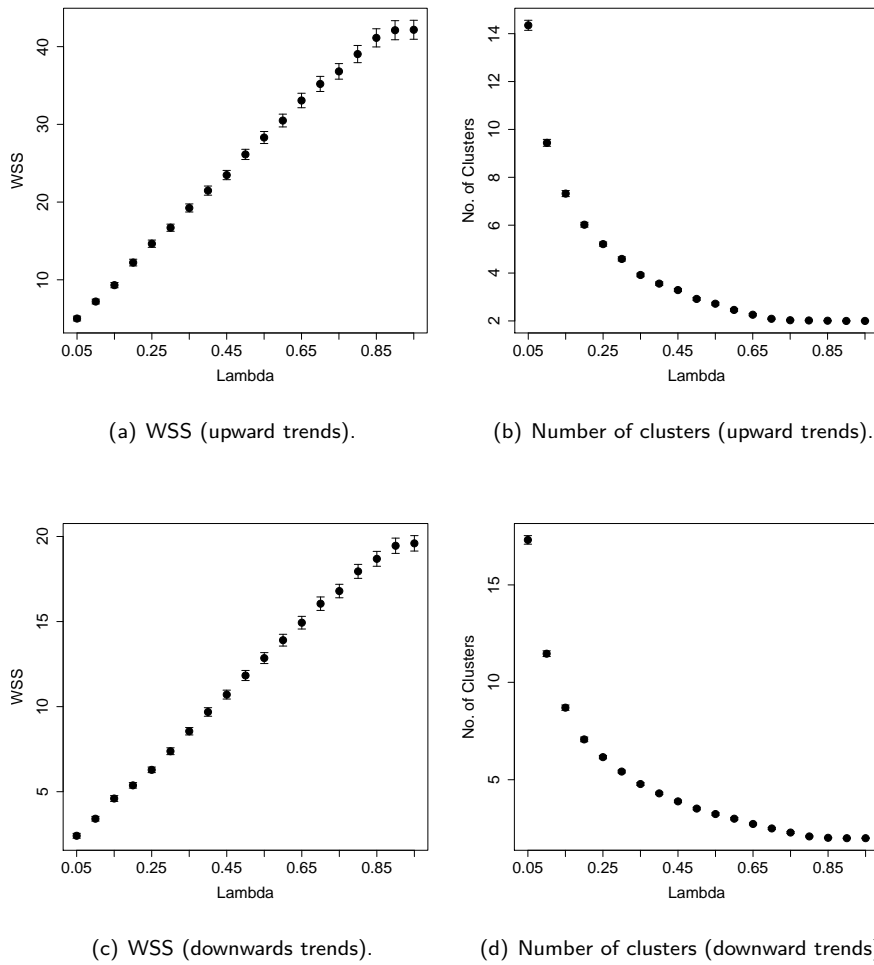 WSS
40
30
20
10
0.05 0.25 0.45 0.65 0.85
Lambda
(a) WSS (upward trends).
No. of Clusters
14
12
10
8
6
4
2
0.05 0.25 0.45 0.65 0.85
Lambda
(b) Number of clusters (upward trends).
WSS
20
15
10
5
0.05 0.25 0.45 0.65 0.85
Lambda
(c) WSS (downwards trends).
No. of Clusters
15
10
5
0.05 0.25 0.45 0.65 0.85
Lambda
(d) Number of clusters (downward trends)